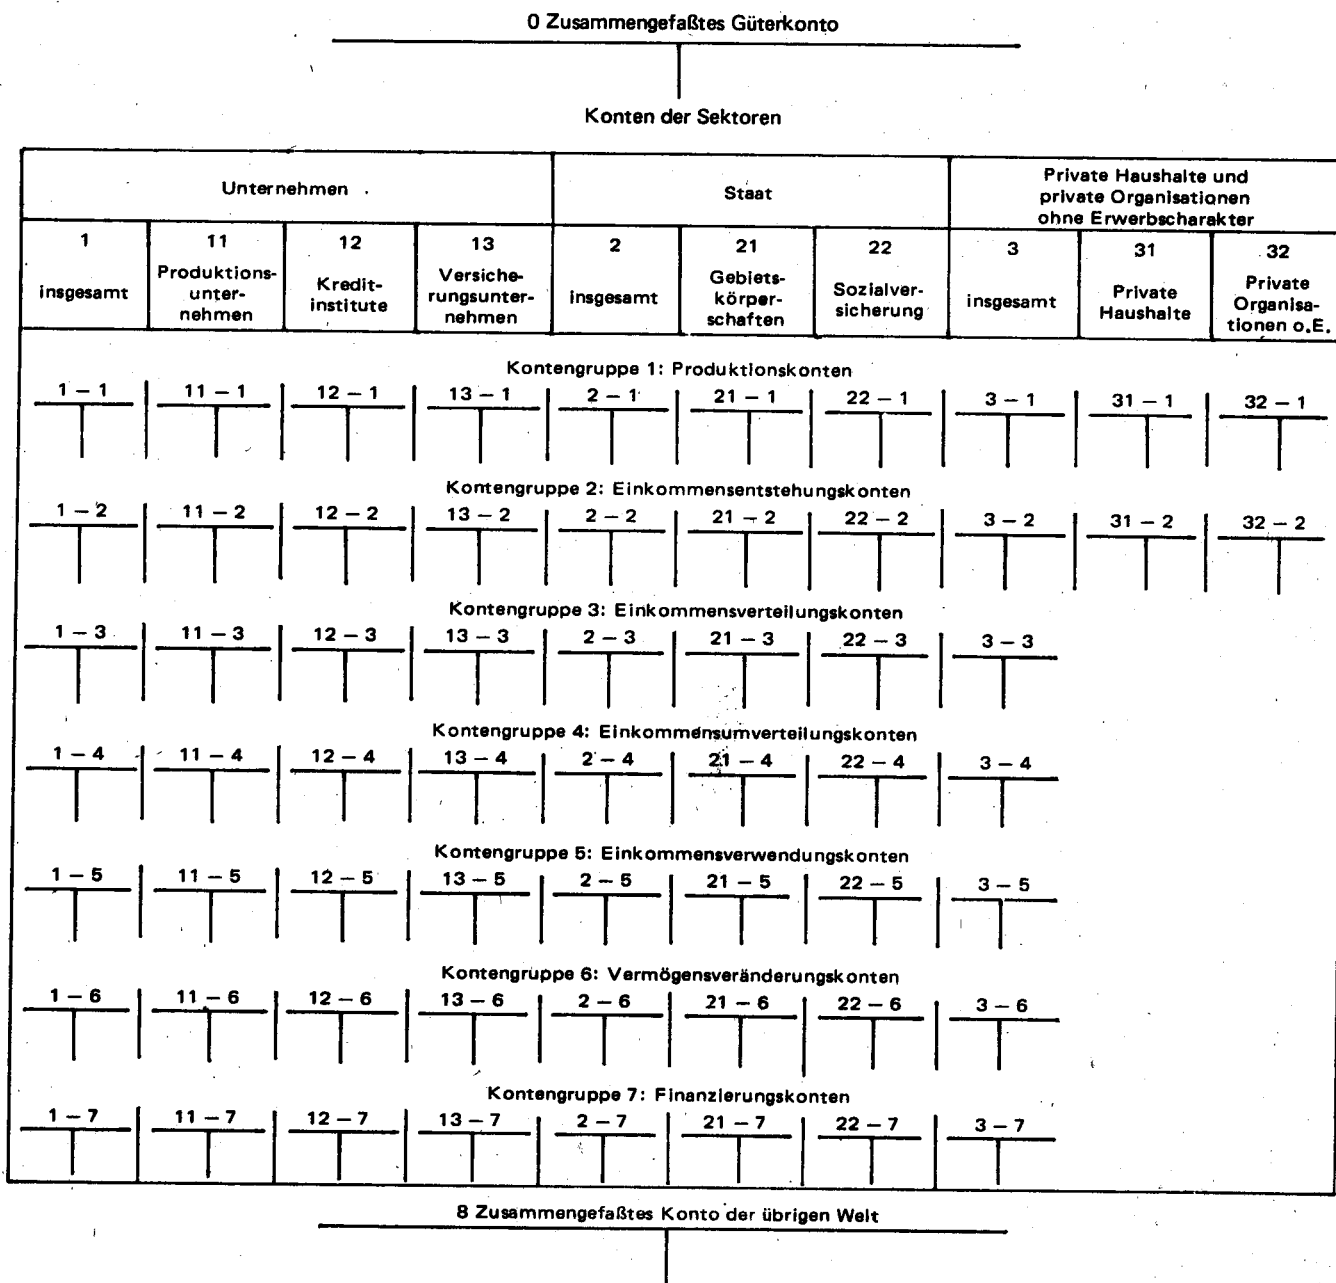 0 Zusammengefaßtes Güterkonto
Konten der Sektoren
Unternehmen
Staat
Private Haushalte und
private Organisationen
ohne Erwerbscharakter
1
insgesamt
11
Produktions-
unter-
nehmen
12
Kredit-
institute
13
Versiche-
rungsunter-
nehmen
2
insgesamt
21
Gebiets-
körper-
schaften
22
Sozialver-
sicherung
3
insgesamt
31
Private
Haushalte
32
Private
Organisa-
tionen o.E.
Kontengruppe 1: Produktionskonten
1 – 1 11 – 1 12 – 1 13 – 1 2 – 1 21 – 1 22 – 1 3 – 1 31 – 1 32 – 1
Kontengruppe 2: Einkommensentstehungskonten
1 – 2 11 – 2 12 – 2 13 – 2 2 – 2 21 – 2 22 – 2 3 – 2 31 – 2 32 – 2
Kontengruppe 3: Einkommensverteilungskonten
1 – 3 11 – 3 12 – 3 13 – 3 2 – 3 21 – 3 22 – 3 3 – 3
Kontengruppe 4: Einkommensumverteilungskonten
1 – 4 11 – 4 12 – 4 13 – 4 2 – 4 21 – 4 22 – 4 3 – 4
Kontengruppe 5: Einkommensverwendungskonten
1 – 5 11 – 5 12 – 5 13 – 5 2 – 5 21 – 5 22 – 5 3 – 5
Kontengruppe 6: Vermögensveränderungskonten
1 – 6 11 – 6 12 – 6 13 – 6 2 – 6 21 – 6 22 – 6 3 – 6
Kontengruppe 7: Finanzierungskonten
1 – 7 11 – 7 12 – 7 13 – 7 2 – 7 21 – 7 22 – 7 3 – 7
8 Zusammengefaßtes Konto der übrigen Welt